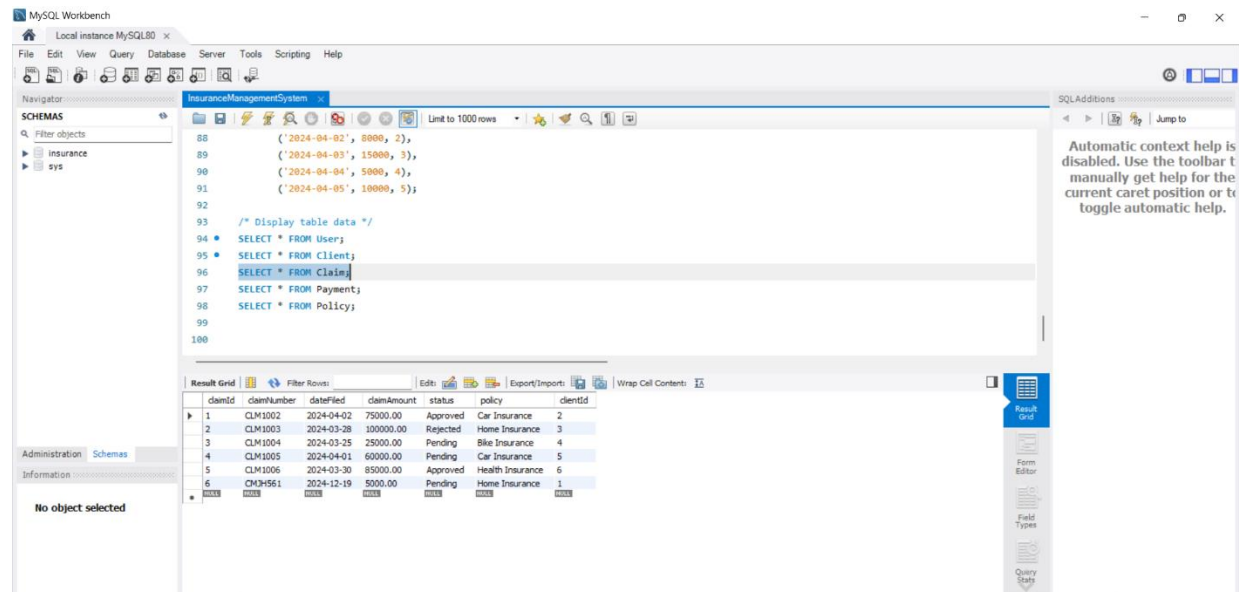 MySQL Workbench
Local instance MySQL80 ×
File Edit View Query Database Server Tools Scripting Help
Navigator
SCHEMAS
Filter objects
insurance
sys
Administration Schemas
Information
No object selected
InsuranceManagementSystem ×
Limit to 1000 rows
88 ('2024-04-02', 8000, 2),
89 ('2024-04-03', 15000, 3),
90 ('2024-04-04', 5000, 4),
91 ('2024-04-05', 10000, 5);
92
93 /* Display table data */
94 SELECT * FROM User;
95 SELECT * FROM Client;
96 SELECT * FROM Claim;
97 SELECT * FROM Payment;
98 SELECT * FROM Policy;
99
100
Result Grid Filter Rows: Edit: Export/Import: Wrap Cell Content:
claimId claimNumber dateFiled claimAmount status policy clientId
1 CLM1002 2024-04-02 75000.00 Approved Car Insurance 2
2 CLM1003 2024-03-28 100000.00 Rejected Home Insurance 3
3 CLM1004 2024-03-25 25000.00 Pending Bike Insurance 4
4 CLM1005 2024-04-01 60000.00 Pending Car Insurance 5
5 CLM1006 2024-03-30 85000.00 Approved Health Insurance 6
6 CMJH561 2024-12-19 5000.00 Pending Home Insurance 1
NULL NULL NULL NULL NULL NULL NULL
Result
Grid
Form
Editor
Field
Types
Query
Stats
SQLAdditions
Jump to
Automatic context help is
disabled. Use the toolbar t
manually get help for the
current caret position or to
toggle automatic help.